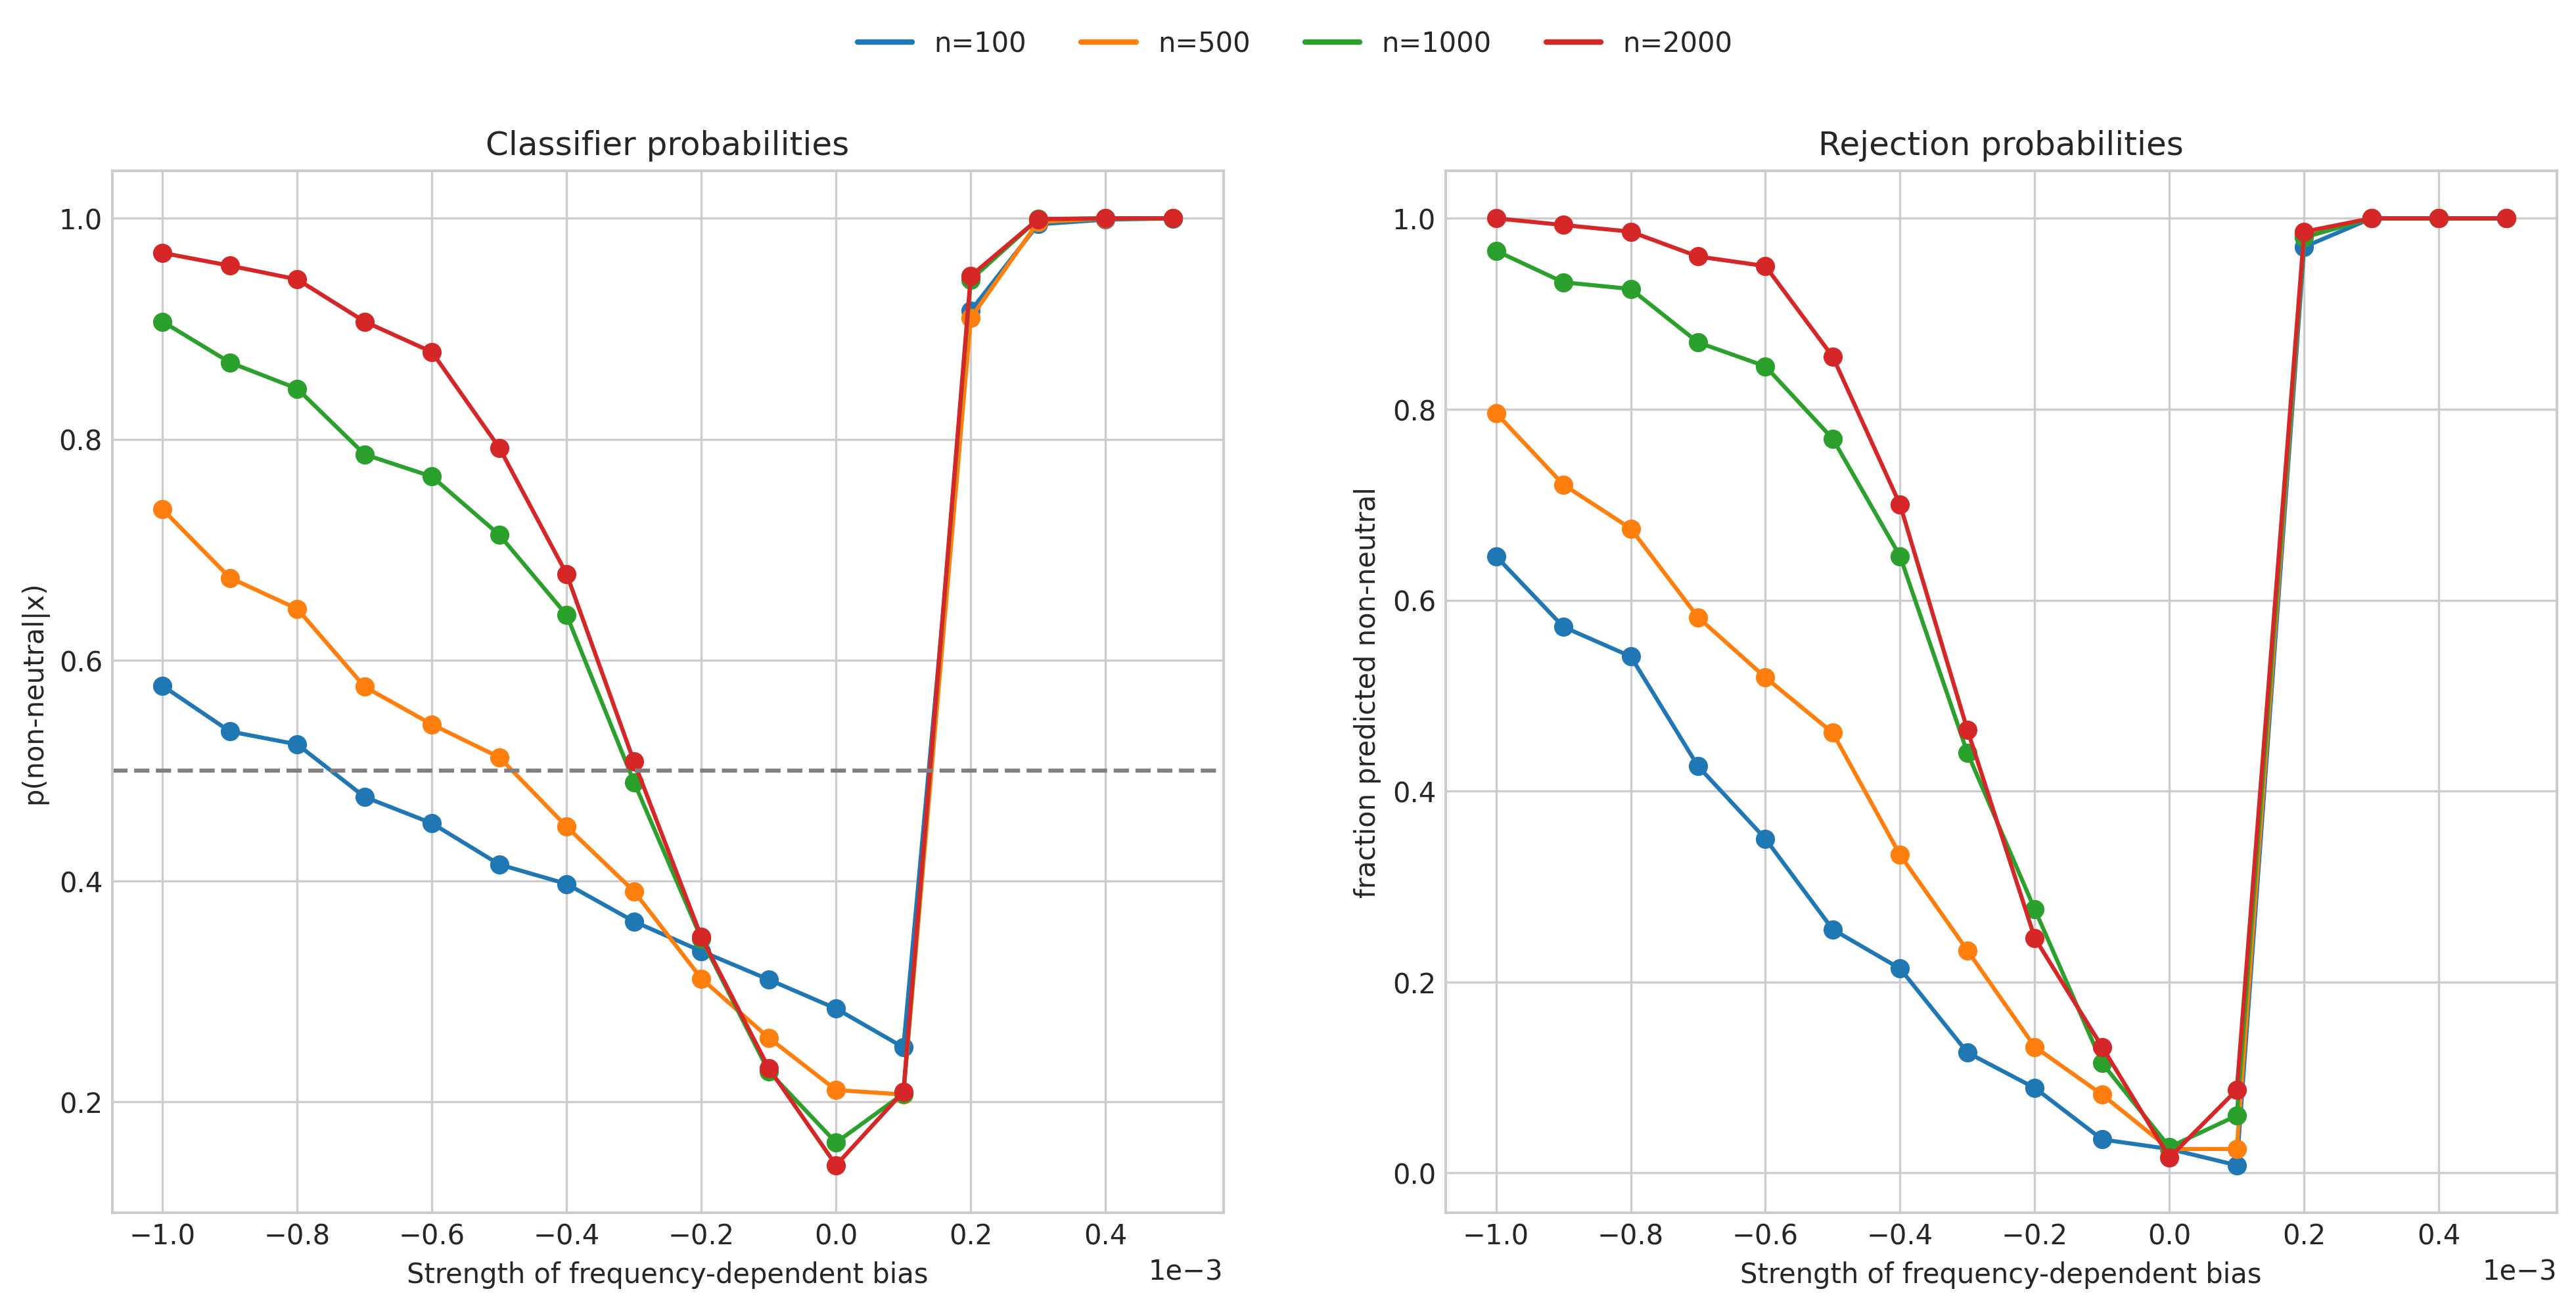 n=100 n=500 n=1000 n=2000
Classifier probabilities
p(non-neutral|x)
1.0
0.8
0.6
0.4
0.2
−1.0 −0.8 −0.6 −0.4 −0.2 0.0 0.2 0.4
1e−3
Strength of frequency-dependent bias
Rejection probabilities
fraction predicted non-neutral
1.0
0.8
0.6
0.4
0.2
0.0
−1.0 −0.8 −0.6 −0.4 −0.2 0.0 0.2 0.4
1e−3
Strength of frequency-dependent bias